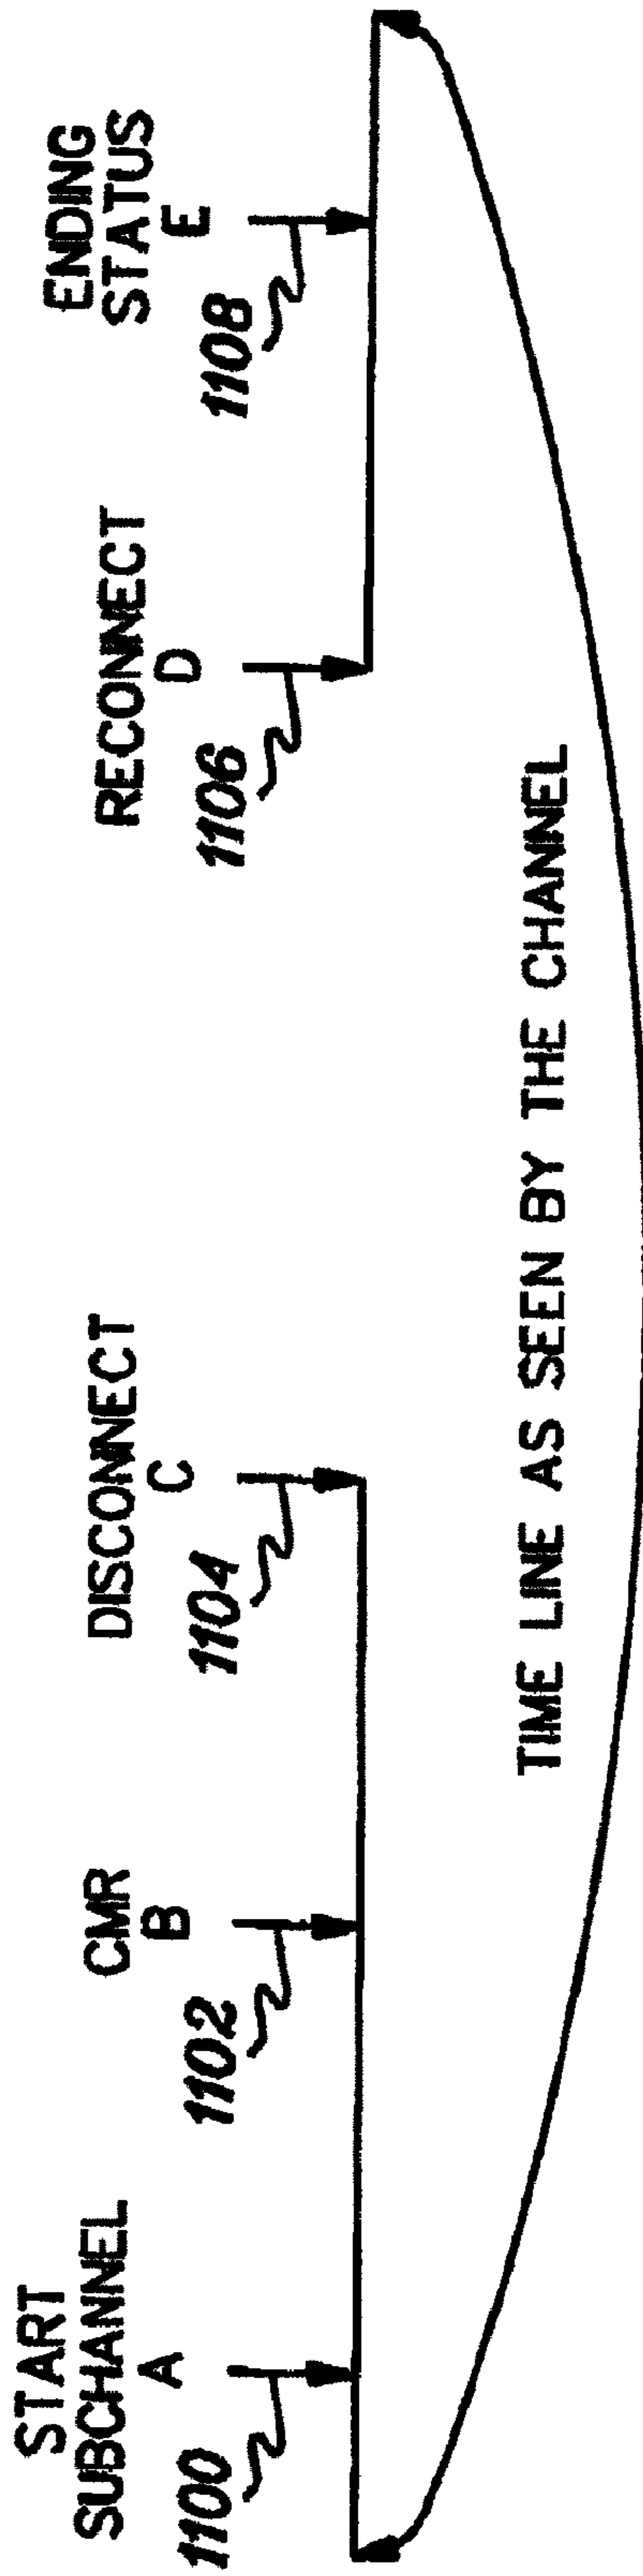 START
SUBCHANNEL
A
1100
CMR
B
1102
DISCONNECT
C
1104
RECONNECT
D
1106
ENDING
STATUS
E
1108
TIME LINE AS SEEN BY THE CHANNEL